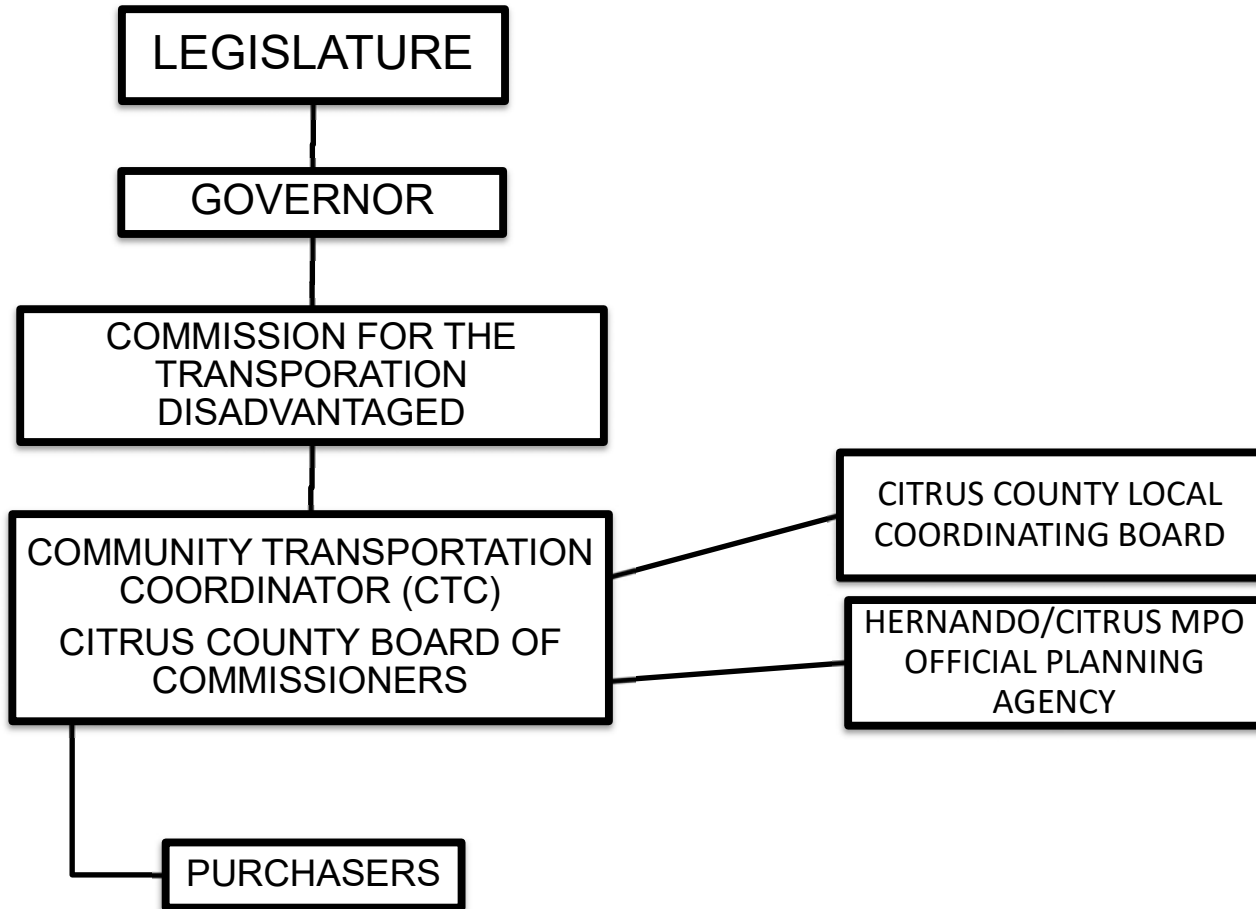 LEGISLATURE
GOVERNOR
COMMISSION FOR THE
TRANSPORATION
DISADVANTAGED
COMMUNITY TRANSPORTATION
COORDINATOR (CTC)
CITRUS COUNTY BOARD OF
COMMISSIONERS
CITRUS COUNTY LOCAL
COORDINATING BOARD
HERNANDO/CITRUS MPO
OFFICIAL PLANNING
AGENCY
PURCHASERS